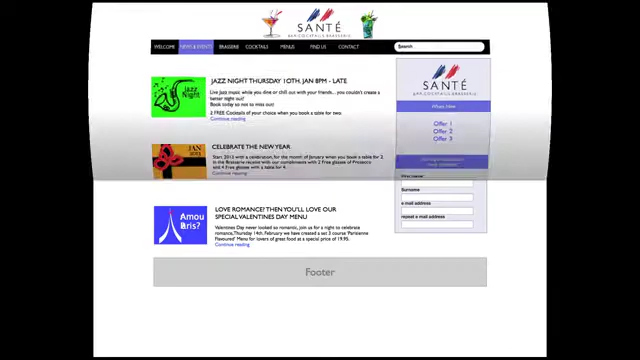 SANTÉ
BAR COCKTAILS BRASSERIE
WELCOME NEWS & EVENTS BRASSERIE COCKTAILS MENUS FIND US CONTACT
Search
Jazz Night
JAZZ NIGHT THURSDAY 10TH. JAN 8PM - LATE
Live Jazz music while you dine or chill out with your friends... you couldn't create a
better night out!
Book today so not to miss out!
2 FREE Cocktails of your choice when you book a table for two.
Continue reading
JAN
2013
CELEBRATE THE NEW YEAR
Start 2013 with a celebration, for the month of January when you book a table for 2
in the Brasserie receive with our compliments with 2 Free glasses of Prosecco
and 4 Free glasses with a table for 4.
Continue reading
Amou
Paris?
LOVE ROMANCE? THEN YOU'LL LOVE OUR
SPECIAL VALENTINES DAY MENU
Valentines Day never looked so romantic, join us for a night to celebrate
romance, Thursday 14th. February we have created a set 3 course 'Parisienne
Flavoured' Menu for lovers of great food at a special price of 19.95.
Continue reading
SANTÉ
BAR COCKTAILS BRASSERIE
What's New
Offer 1
Offer 2
Offer 3
First name
Surname
e mail address
repeat e mail address
Footer